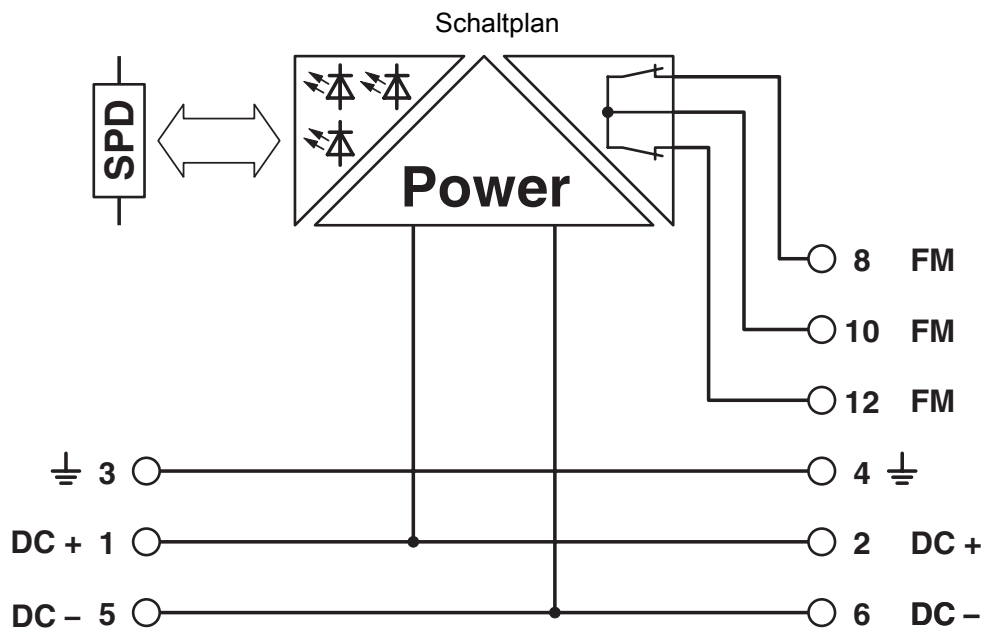 Schaltplan
SPD
Power
8 FM
10 FM
12 FM
3 4
DC + 1 2 DC +
DC – 5 6 DC –